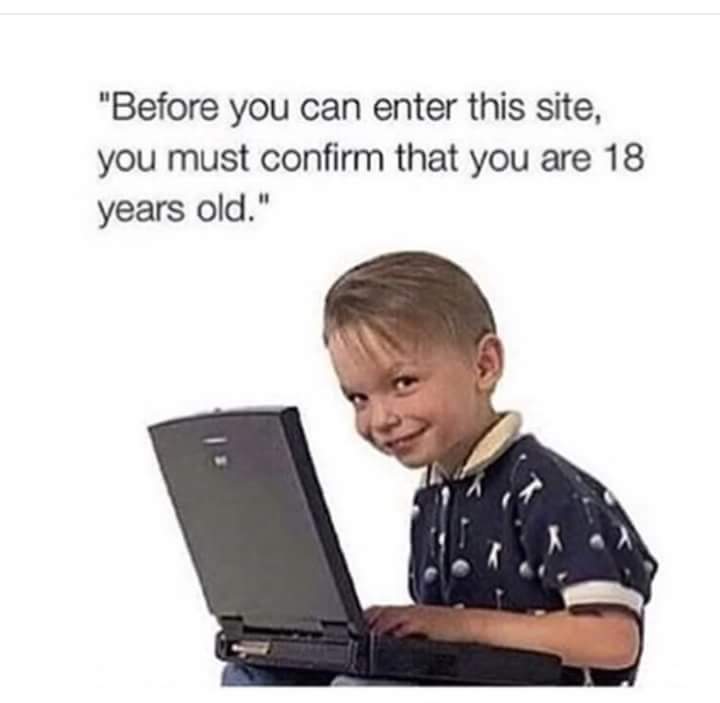 "Before you can enter this site,
you must confirm that you are 18
years old."